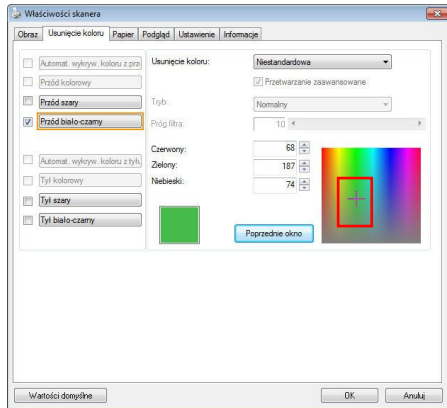 Właściwości skanera
Obraz Usunięcie koloru Papier Podgląd Ustawienie Informacje
Automat. wykryw. koloru z prz
Przód kolorowy
Przód szary
Przód biało-czarny
Automat. wykryw. koloru z tyłu
Tył kolorowy
Tył szary
Tył biało-czarny
Usunięcie koloru: Niestandardowa
Przetwarzanie zaawansowane
Tryb: Normalny
Próg filtra: 10
Czerwony: 68
Zielony: 187
Niebieski: 74
Poprzednie okno
Wartości domyślne OK Anuluj